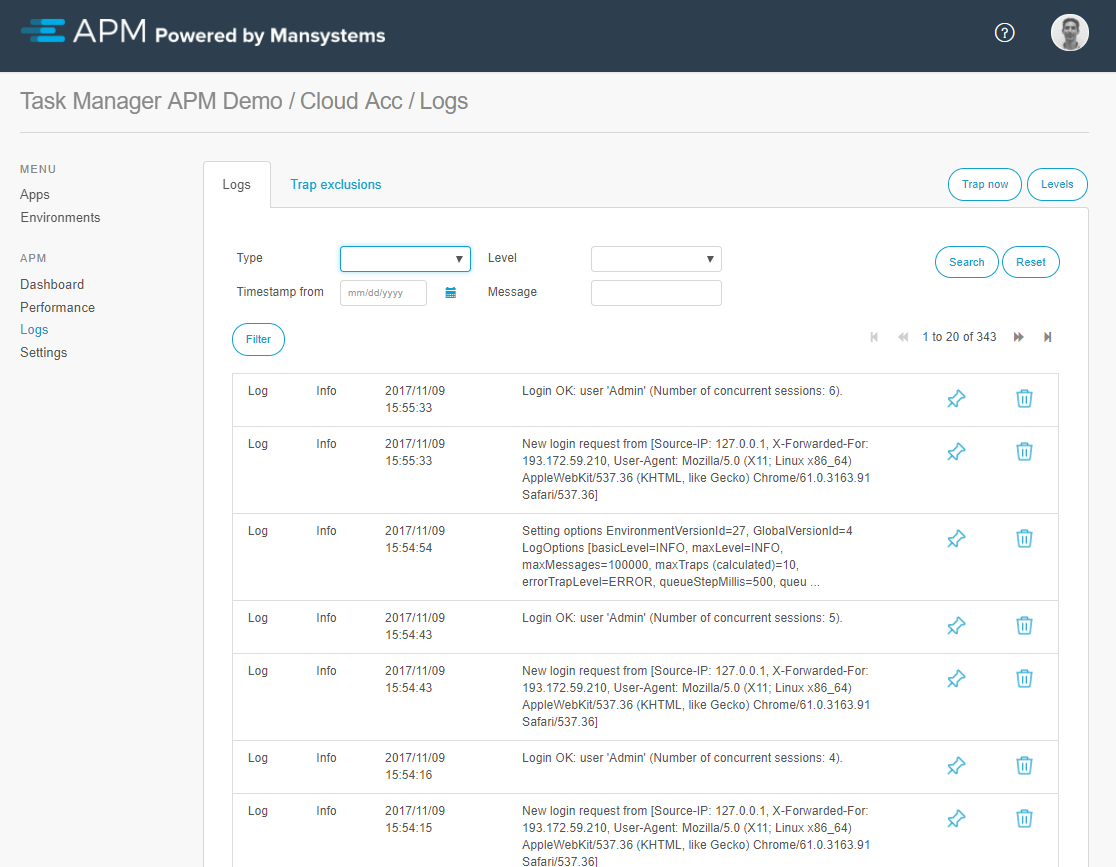 APM Powered by Mansystems
?
Task Manager APM Demo / Cloud Acc / Logs
MENU
Apps
Environments
APM
Dashboard
Performance
Logs
Settings
Logs
Trap exclusions
Trap now
Levels
Type
Level
Search
Reset
Timestamp from
mm/dd/yyyy
Message
Filter
1 to 20 of 343
Log
Info
2017/11/09
15:55:33
Login OK: user 'Admin' (Number of concurrent sessions: 6).
Log
Info
2017/11/09
15:55:33
New login request from [Source-IP: 127.0.0.1, X-Forwarded-For:
193.172.59.210, User-Agent: Mozilla/5.0 (X11; Linux x86_64)
AppleWebKit/537.36 (KHTML, like Gecko) Chrome/61.0.3163.91
Safari/537.36]
Log
Info
2017/11/09
15:54:54
Setting options EnvironmentVersionId=27, GlobalVersionId=4
LogOptions [basicLevel=INFO, maxLevel=INFO,
maxMessages=100000, maxTraps (calculated)=10,
errorTrapLevel=ERROR, queueStepMillis=500, queu ...
Log
Info
2017/11/09
15:54:43
Login OK: user 'Admin' (Number of concurrent sessions: 5).
Log
Info
2017/11/09
15:54:43
New login request from [Source-IP: 127.0.0.1, X-Forwarded-For:
193.172.59.210, User-Agent: Mozilla/5.0 (X11; Linux x86_64)
AppleWebKit/537.36 (KHTML, like Gecko) Chrome/61.0.3163.91
Safari/537.36]
Log
Info
2017/11/09
15:54:16
Login OK: user 'Admin' (Number of concurrent sessions: 4).
Log
Info
2017/11/09
15:54:15
New login request from [Source-IP: 127.0.0.1, X-Forwarded-For:
193.172.59.210, User-Agent: Mozilla/5.0 (X11; Linux x86_64)
AppleWebKit/537.36 (KHTML, like Gecko) Chrome/61.0.3163.91
Safari/537.36]